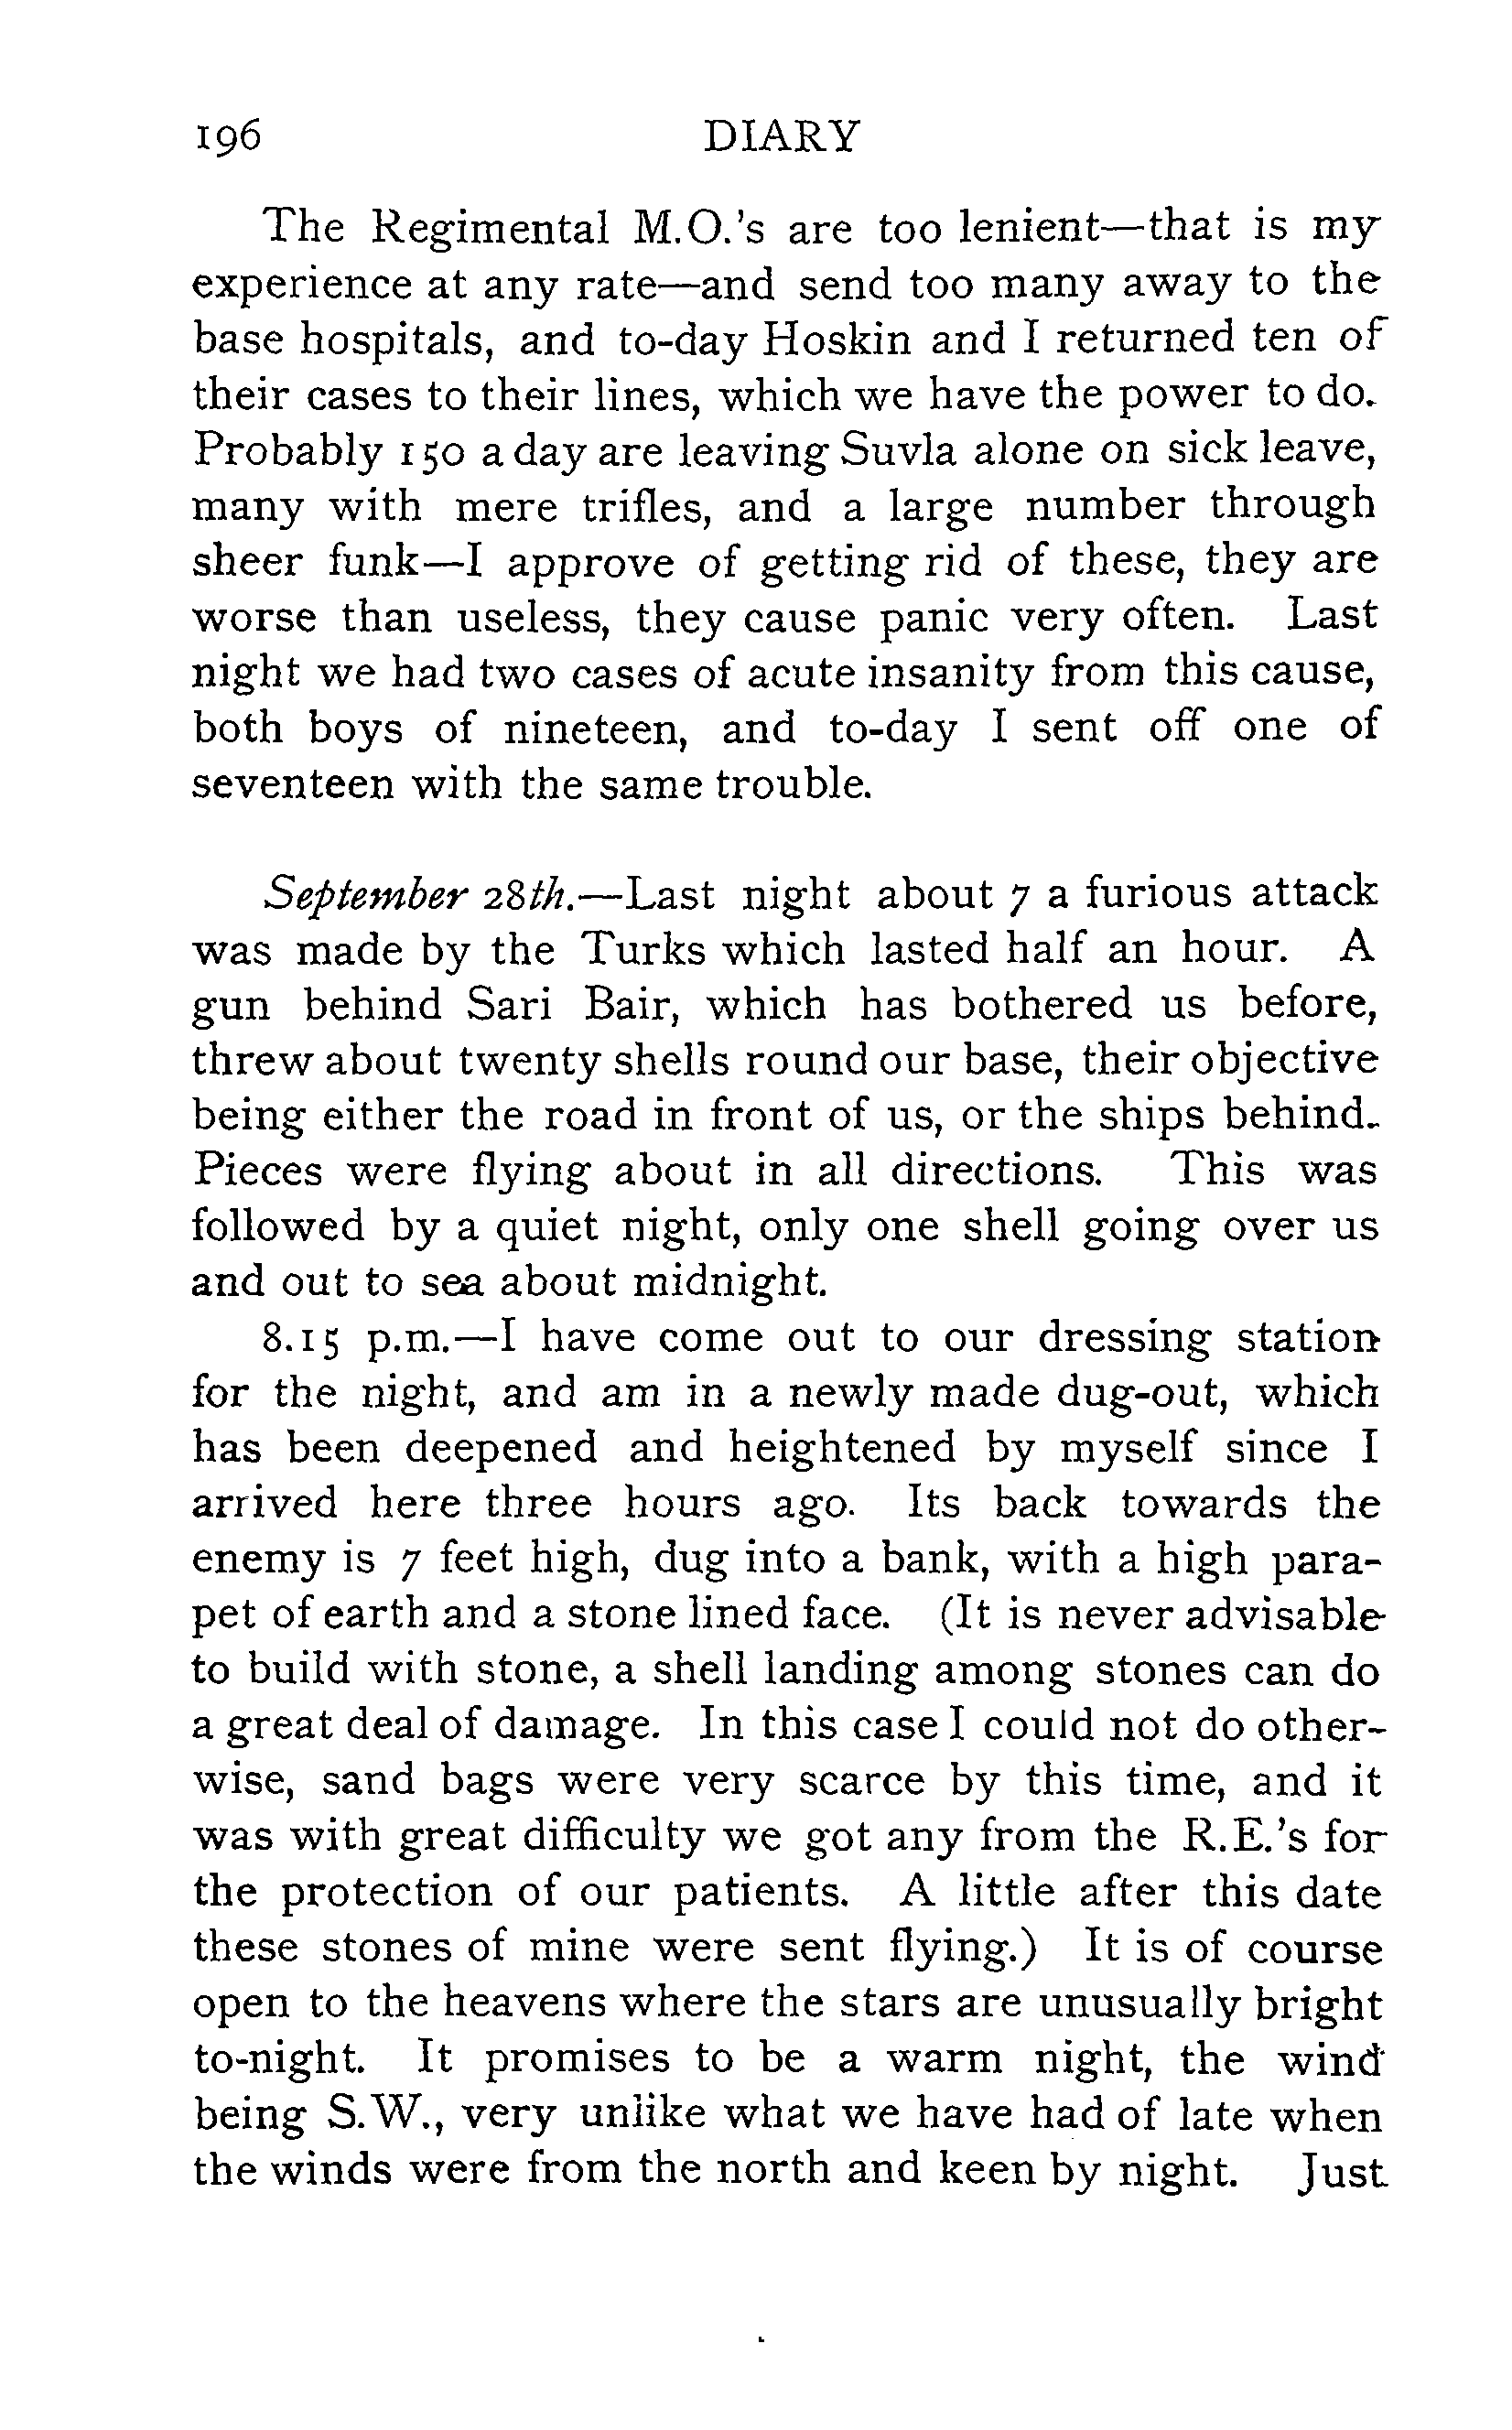 196 DIARY
The Regimental M.O.'s are too lenient—that is my
experience at any rate—and send too many away to the
base hospitals, and to-day Hoskin and I returned ten of
their cases to their lines, which we have the power to do.
Probably 150 a day are leaving Suvla alone on sick leave,
many with mere trifles, and a large number through
sheer funk—I approve of getting rid of these, they are
worse than useless, they cause panic very often. Last
night we had two cases of acute insanity from this cause,
both boys of nineteen, and to-day I sent off one of
seventeen with the same trouble.
September 28th.—Last night about 7 a furious attack
was made by the Turks which lasted half an hour. A
gun behind Sari Bair, which has bothered us before,
threw about twenty shells round our base, their objective
being either the road in front of us, or the ships behind.
Pieces were flying about in all directions. This was
followed by a quiet night, only one shell going over us
and out to sea about midnight.
8.15 p.m.—I have come out to our dressing station
for the night, and am in a newly made dug-out, which
has been deepened and heightened by myself since I
arrived here three hours ago. Its back towards the
enemy is 7 feet high, dug into a bank, with a high para-
pet of earth and a stone lined face. (It is never advisable
to build with stone, a shell landing among stones can do
a great deal of damage. In this case I could not do other-
wise, sand bags were very scarce by this time, and it
was with great difficulty we got any from the R.E.'s for
the protection of our patients. A little after this date
these stones of mine were sent flying.) It is of course
open to the heavens where the stars are unusually bright
to-night. It promises to be a warm night, the wind
being S.W., very unlike what we have had of late when
the winds were from the north and keen by night. Just